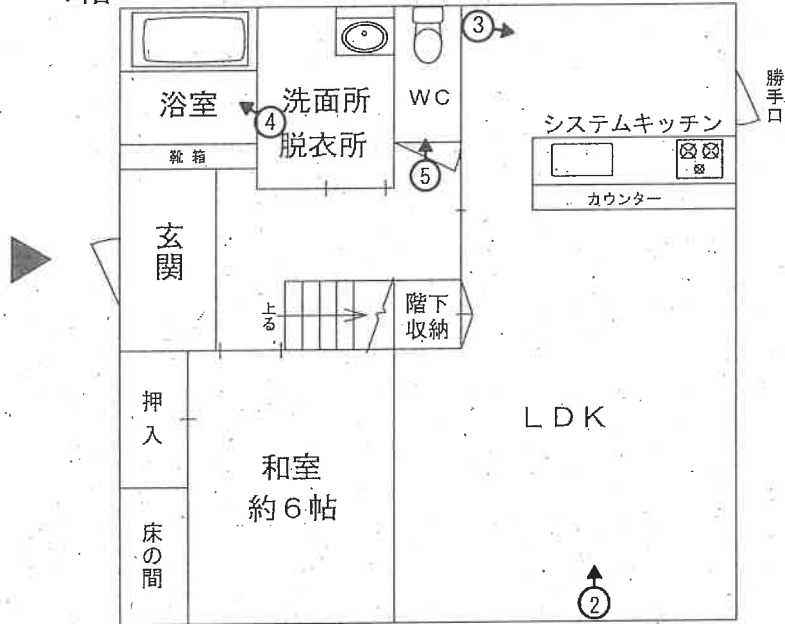 階
③
浴室
④
洗面所
脱衣所
WC
勝手口
システムキッチン
カウンター
靴箱
⑤
玄関
上る
階下
収納
押入
LDK
和室
約6帖
床の間
②